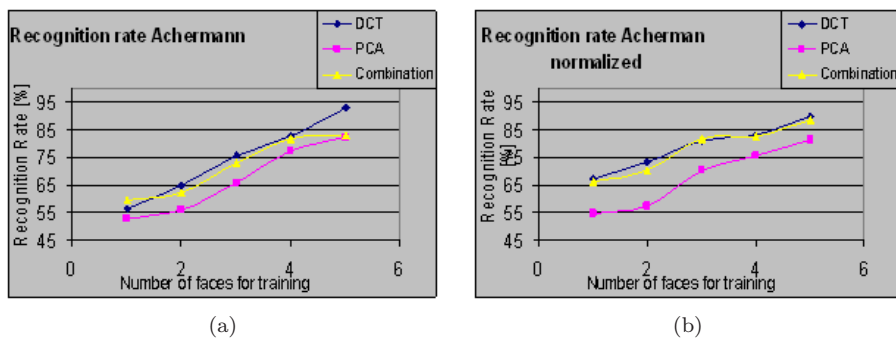 Recognition rate Achermann
DCT
PCA
Combination
Recognition Rate [%]
95
85
75
65
55
45
0
2
4
6
Number of faces for training
(a)
Recognition rate Acherman
normalized
DCT
PCA
Combination
Recognition Rate
[%]
95
85
75
65
55
45
0
2
4
6
Number of faces for training
(b)